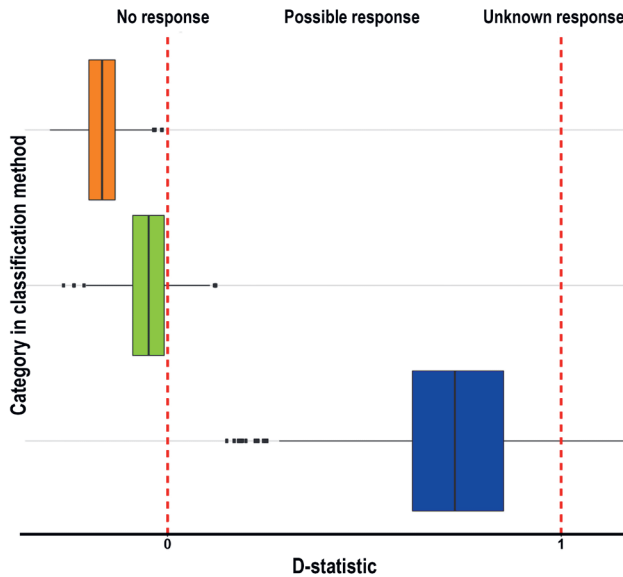 No response Possible response Unknown response
Category in classification method
0 1
D-statistic